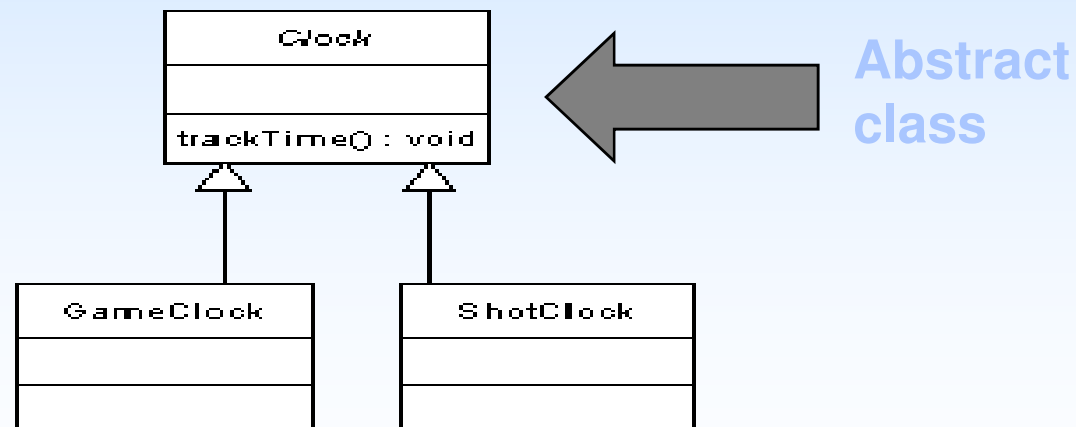 Clock
Abstract
class
trackTime() : void
GameClock
ShotClock